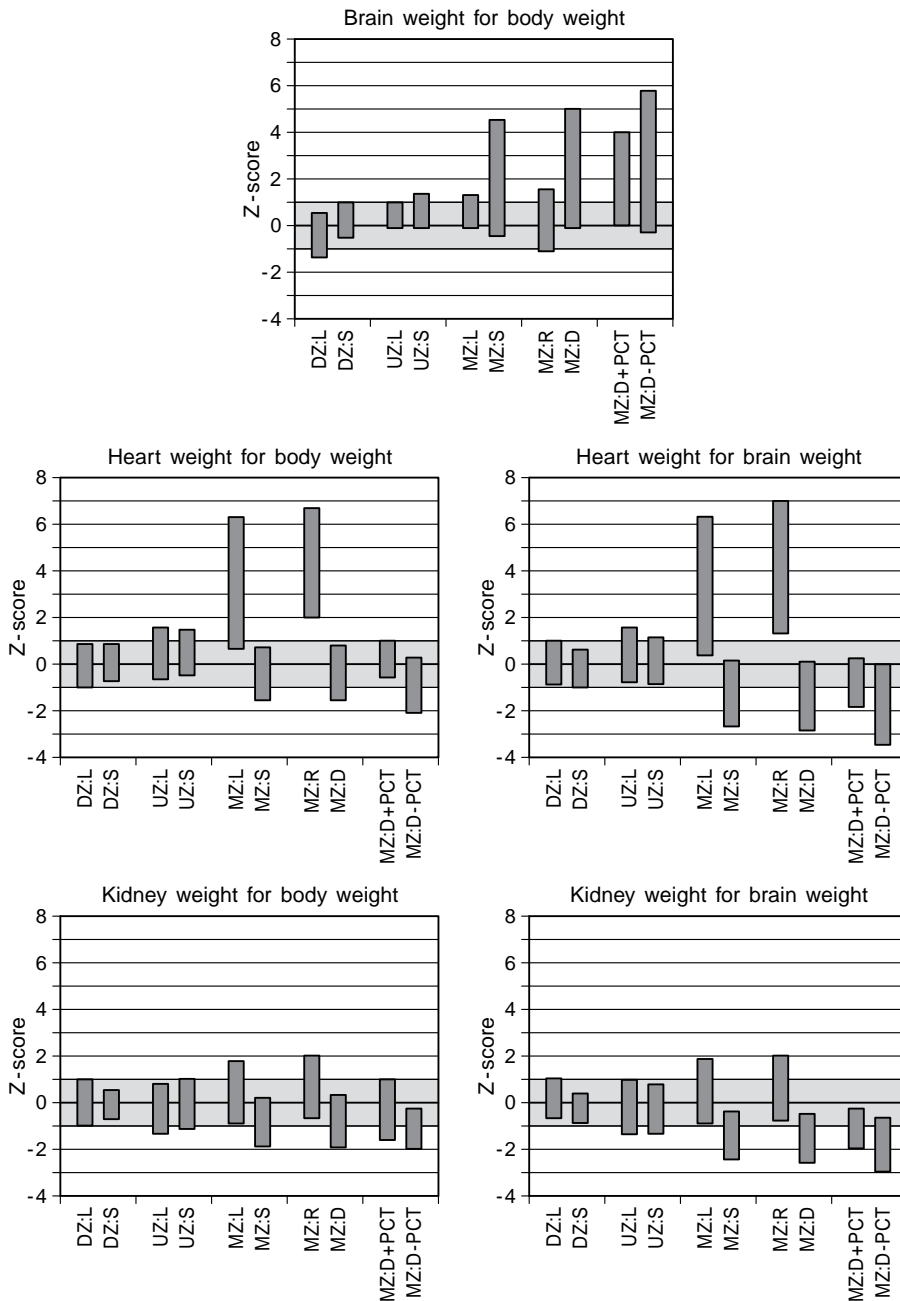 Brain weight for body weight
8
6
4
2
0
-2
-4
Z-score
DZ:L
DZ:S
UZ:L
UZ:S
MZ:L
MZ:S
MZ:R
MZ:D
MZ:D+PCT
MZ:D-PCT
Heart weight for body weight
8
6
4
2
0
-2
-4
Z-score
DZ:L
DZ:S
UZ:L
UZ:S
MZ:L
MZ:S
MZ:R
MZ:D
MZ:D+PCT
MZ:D-PCT
Heart weight for brain weight
8
6
4
2
0
-2
-4
Z-score
DZ:L
DZ:S
UZ:L
UZ:S
MZ:L
MZ:S
MZ:R
MZ:D
MZ:D+PCT
MZ:D-PCT
Kidney weight for body weight
8
6
4
2
0
-2
-4
Z-score
DZ:L
DZ:S
UZ:L
UZ:S
MZ:L
MZ:S
MZ:R
MZ:D
MZ:D+PCT
MZ:D-PCT
Kidney weight for brain weight
8
6
4
2
0
-2
-4
Z-score
DZ:L
DZ:S
UZ:L
UZ:S
MZ:L
MZ:S
MZ:R
MZ:D
MZ:D+PCT
MZ:D-PCT